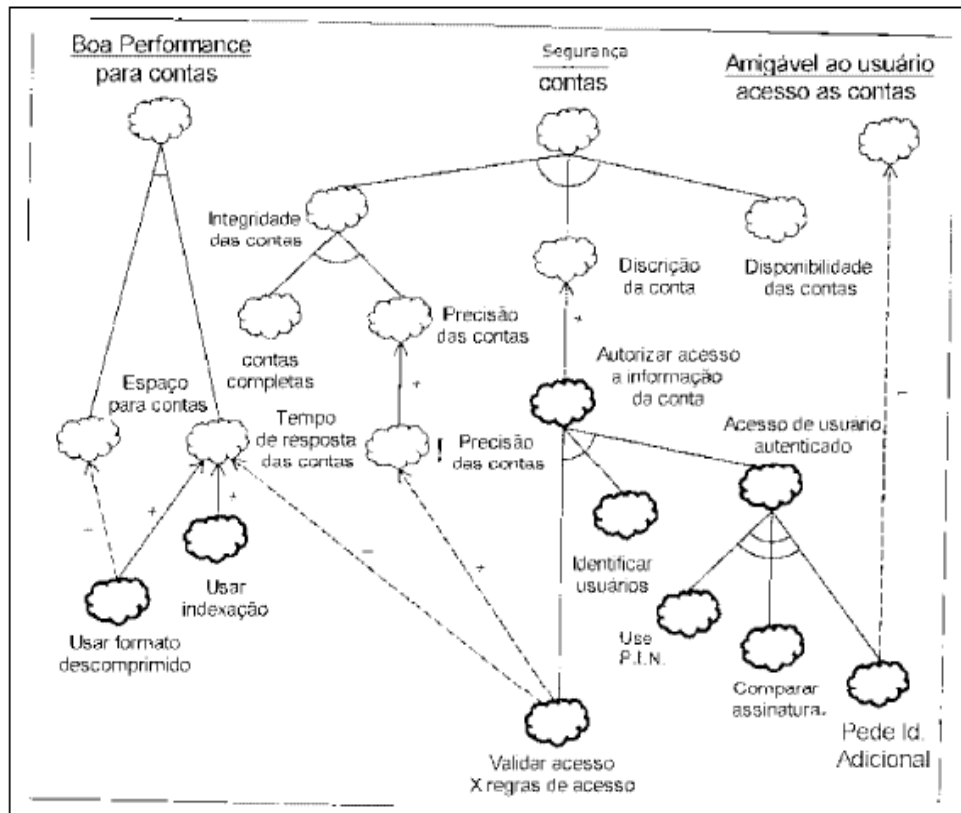 Boa Performance
para contas
Segurança
contas
Amigável ao usuário
acesso as contas
Integridade
das contas
Discrição
da conta
Disponibilidade
das contas
contas
completas
Precisão
das contas
+
+
Autorizar acesso
a informação
da conta
Espaço
para contas
Tempo
de resposta
das contas
! Precisão
das contas
Acesso de usuário
autenticado
–
–
+
+
–
+
Usar
indexação
Usar formato
descomprimido
Identificar
usuários
Use
P.I.N.
Comparar
assinatura.
Pede Id.
Adicional
Validar acesso
X regras de acesso